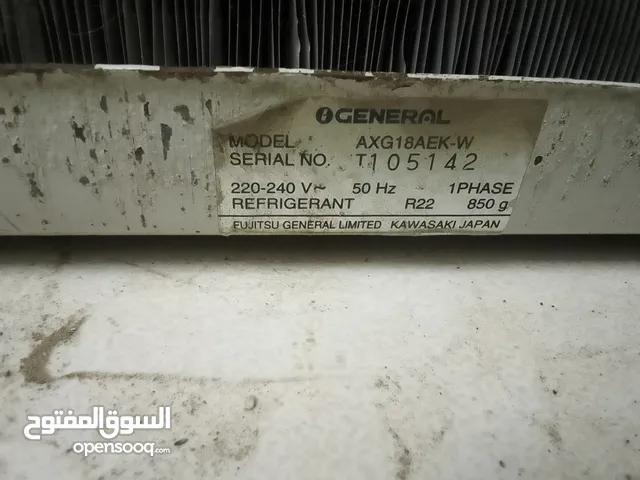 GENERAL
MODEL AXG18AEK-W
SERIAL NO. T105142
220-240 V~ 50 Hz 1PHASE
REFRIGERANT R22 850 g
FUJITSU GENERAL LIMITED KAWASAKI JAPAN
السوق المفتوح
opensooq.com